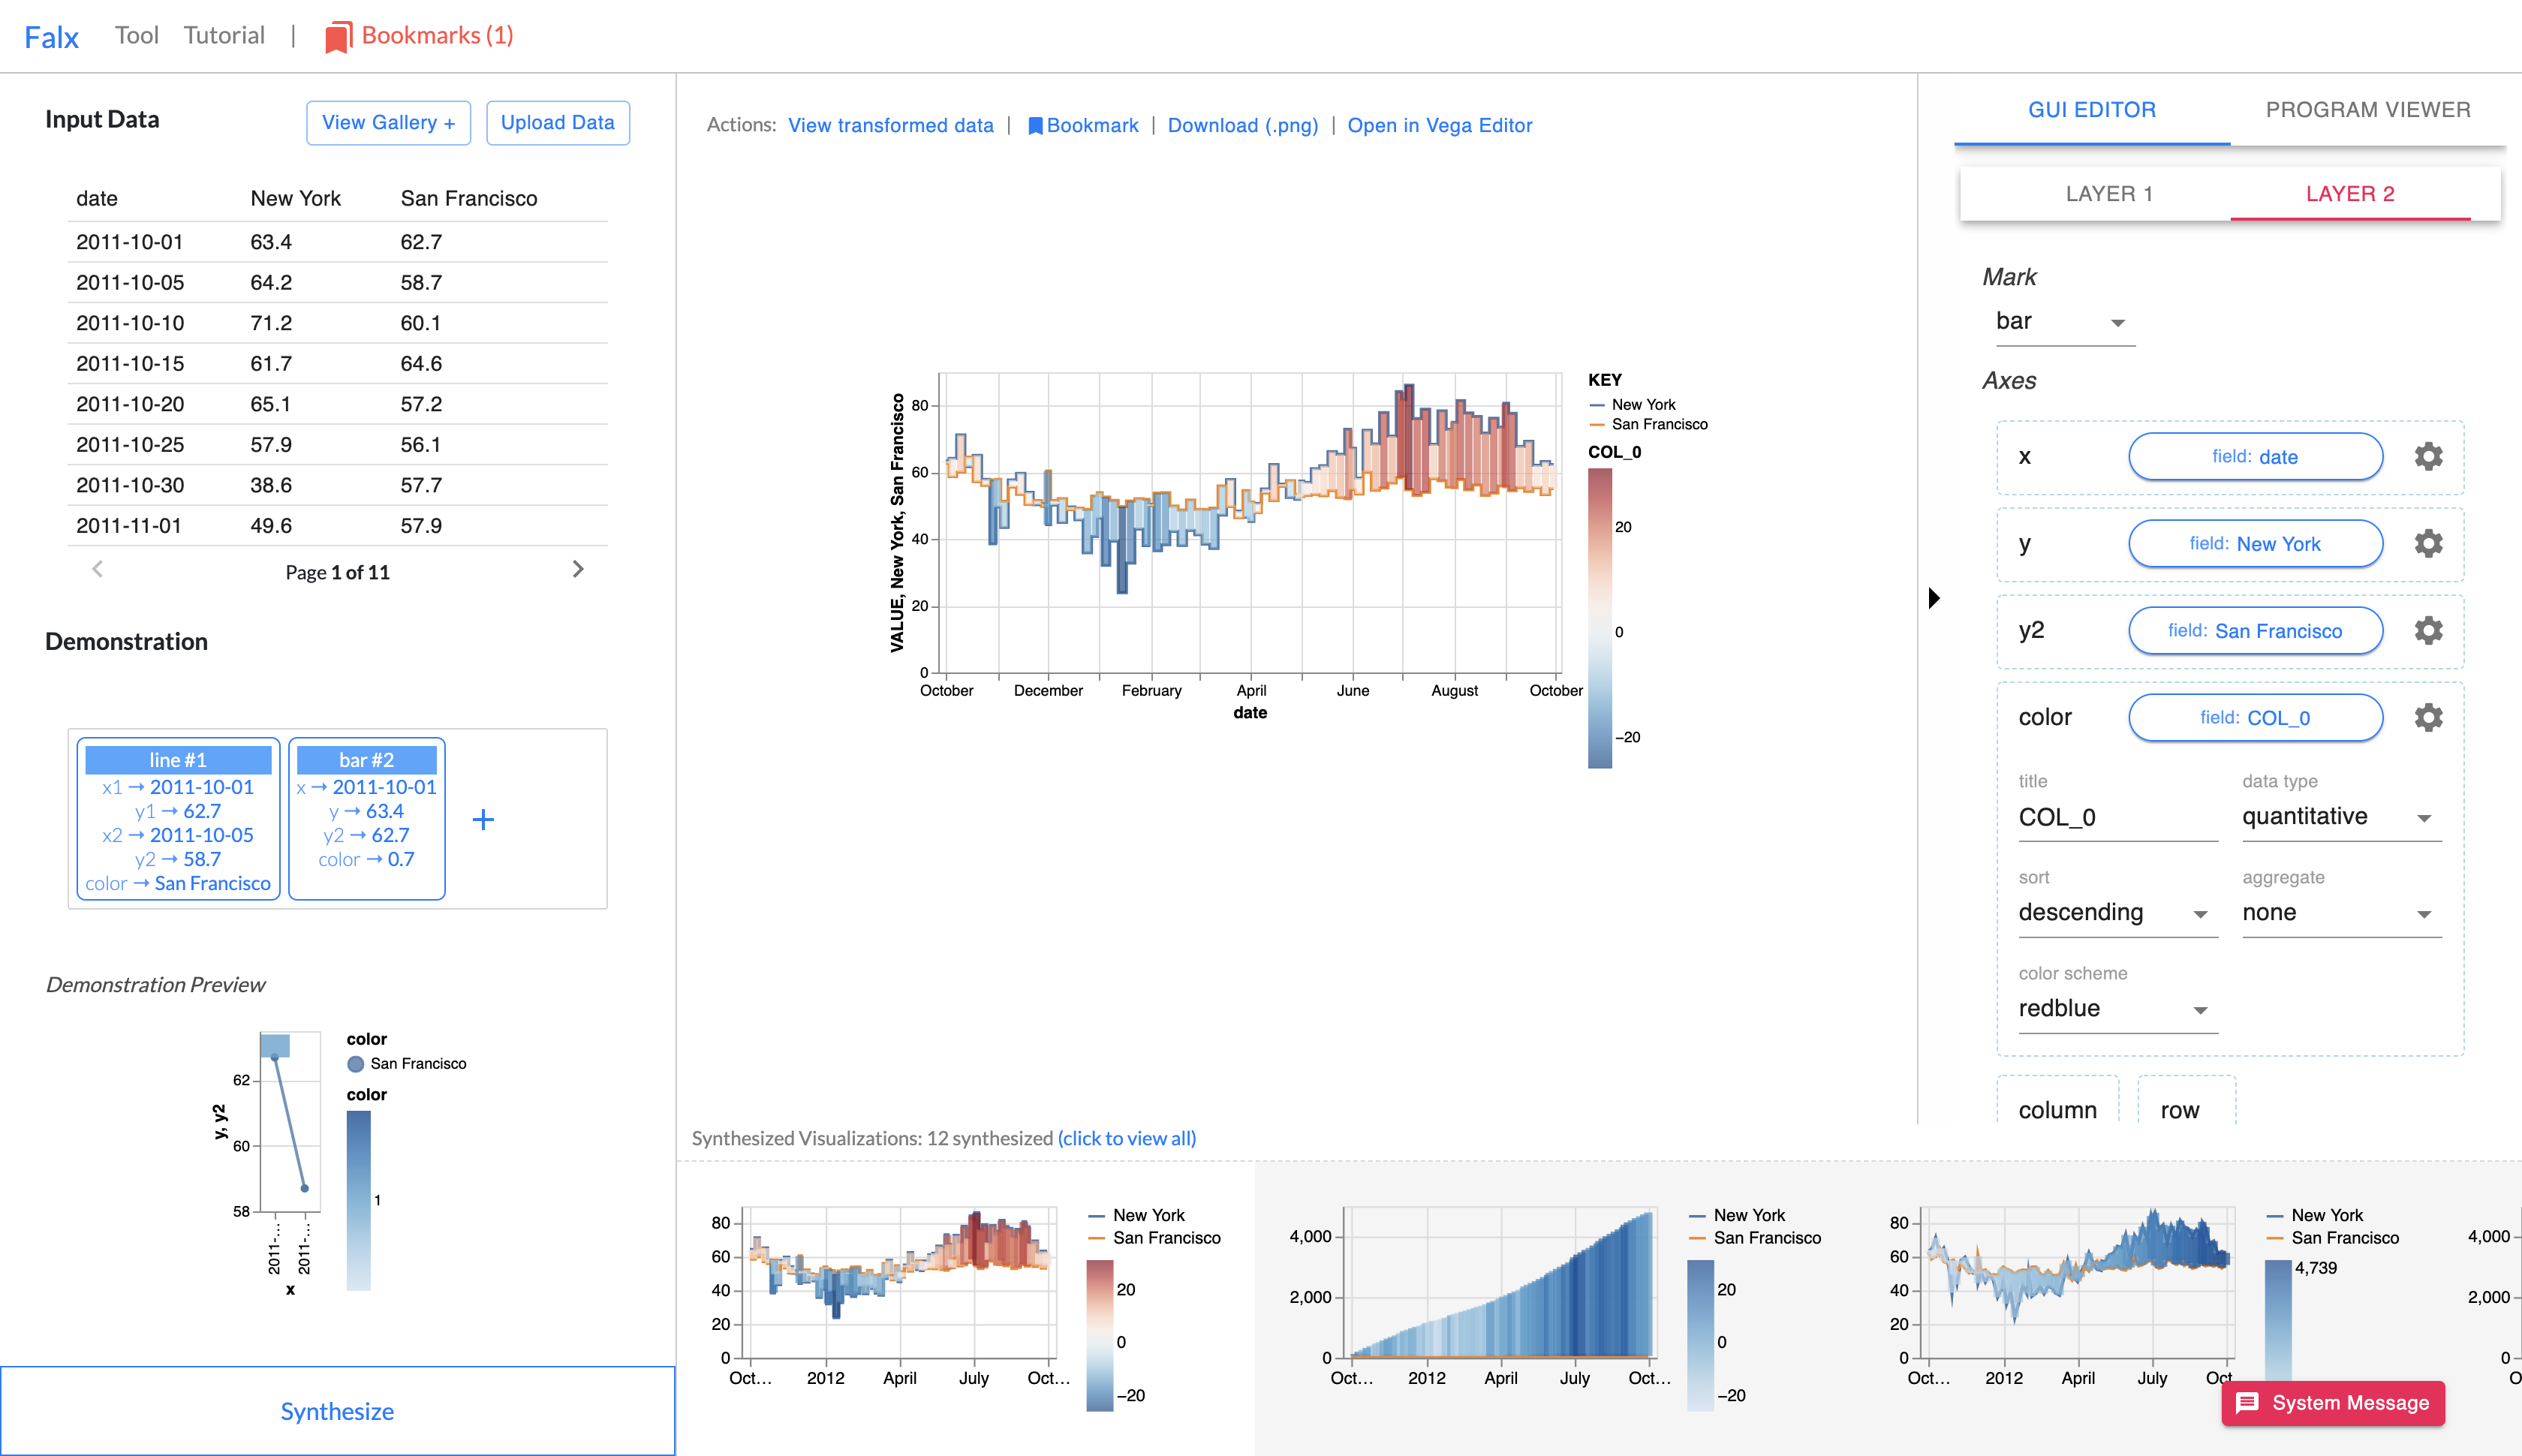 Falx Tool Tutorial | Bookmarks (1)
Input Data View Gallery + Upload Data
date New York San Francisco
2011-10-01 63.4 62.7
2011-10-05 64.2 58.7
2011-10-10 71.2 60.1
2011-10-15 61.7 64.6
2011-10-20 65.1 57.2
2011-10-25 57.9 56.1
2011-10-30 38.6 57.7
2011-11-01 49.6 57.9
Page 1 of 11
Demonstration
line #1
x1 → 2011-10-01
y1 → 62.7
x2 → 2011-10-05
y2 → 58.7
color → San Francisco
bar #2
x → 2011-10-01
y → 63.4
y2 → 62.7
color → 0.7
+
Demonstration Preview
62
60
58
y, y2
2011-...
2011-...
x
color
San Francisco
color
1
Synthesize
Actions: View transformed data | Bookmark | Download (.png) | Open in Vega Editor
VALUE, New York, San Francisco
80
60
40
20
0
October December February April June August October
date
KEY
New York
San Francisco
COL_0
20
0
−20
Synthesized Visualizations: 12 synthesized (click to view all)
80
60
40
20
0
Oct... 2012 April July Oct...
New York
San Francisco
20
0
−20
4,000
2,000
0
Oct... 2012 April July Oct...
New York
San Francisco
20
0
−20
80
60
40
20
0
Oct... 2012 April July Oct
New York
San Francisco
4,739
4,000
2,000
0
O
System Message
GUI EDITOR PROGRAM VIEWER
LAYER 1 LAYER 2
Mark
bar
Axes
x field: date
y field: New York
y2 field: San Francisco
color field: COL_0
title data type
COL_0 quantitative
sort aggregate
descending none
color scheme
redblue
column row